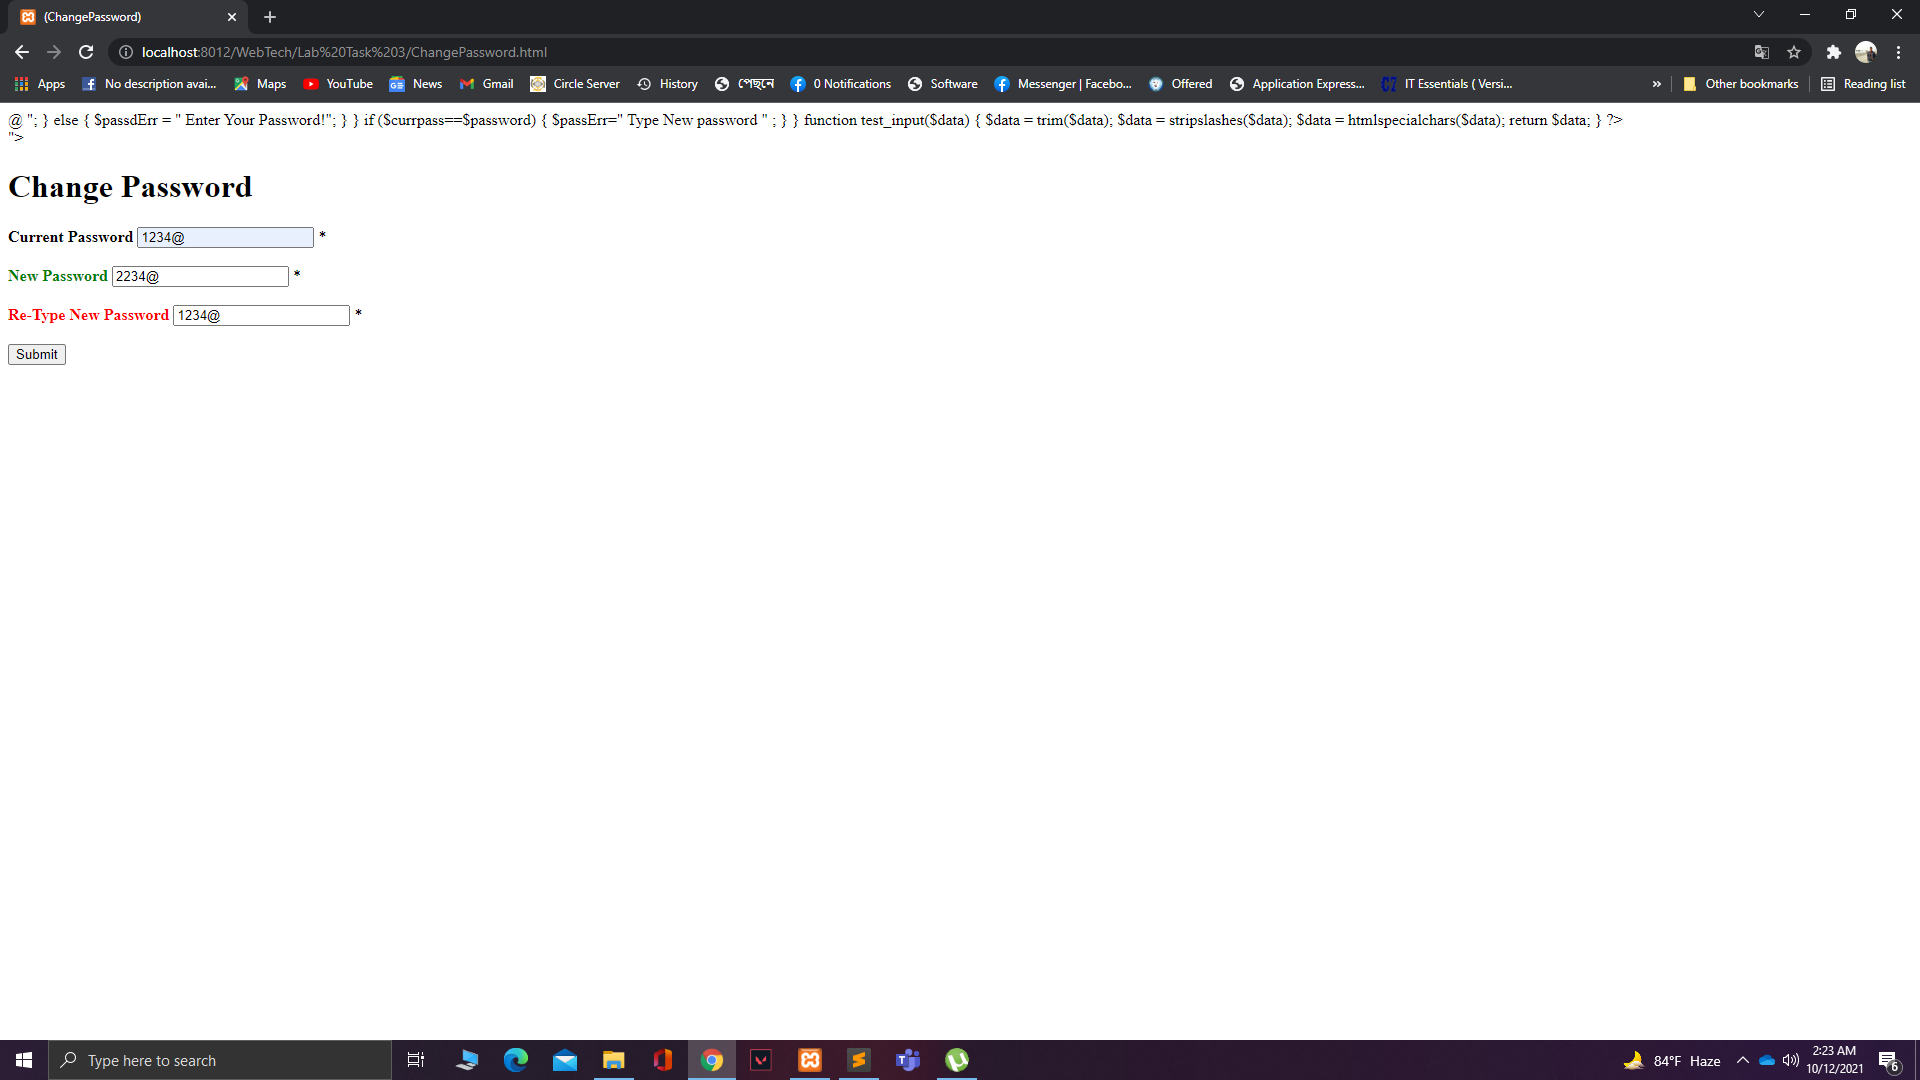 (ChangePassword)
localhost:8012/WebTech/Lab%20Task%203/ChangePassword.html
Apps No description avai... Maps YouTube News Gmail Circle Server History পেছনে 0 Notifications Software Messenger | Facebo... Offered Application Express... IT Essentials ( Versi... » Other bookmarks Reading list
@ "; } else { $passdErr = " Enter Your Password!"; } } if ($currpass==$password) { $passErr=" Type New password " ; } } function test_input($data) { $data = trim($data); $data = stripslashes($data); $data = htmlspecialchars($data); return $data; } ?>
">
Change Password
Current Password 1234@ *
New Password 2234@ *
Re-Type New Password 1234@ *
Submit
Type here to search
84°F Haze
2:23 AM
10/12/2021
6